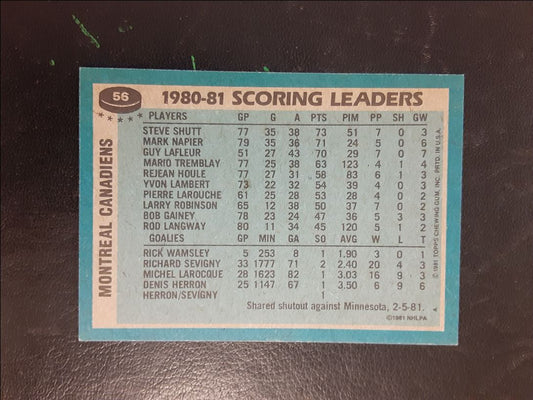 56
1980-81 SCORING LEADERS
MONTREAL CANADIENS
PLAYERS GP G A PTS PIM PP SH GW
STEVE SHUTT 77 35 38 73 51 7 0 3
MARK NAPIER 79 35 36 71 24 5 0 6
GUY LAFLEUR 51 27 43 70 29 7 0 7
MARIO TREMBLAY 77 25 38 63 123 4 1 4
REJEAN HOULE 77 27 31 58 83 6 1 3
YVON LAMBERT 73 22 32 54 39 4 0 3
PIERRE LAROUCHE 61 25 28 53 28 4 0 2
LARRY ROBINSON 65 12 38 50 37 7 0 2
BOB GAINEY 78 23 24 47 36 5 3 3
ROD LANGWAY 80 11 34 45 120 5 1 2
GOALIES GP MIN GA SO AVG W L T
RICK WAMSLEY 5 253 8 1 1.90 3 0 1
RICHARD SEVIGNY 33 1777 71 2 2.40 20 4 3
MICHEL LAROCQUE 28 1623 82 1 3.03 16 9 3
DENIS HERRON 25 1147 67 1 3.50 6 9 6
HERRON/SEVIGNY 1
Shared shutout against Minnesota, 2-5-81.
©1981 NHLPA
A
© 1981 TOPPS CHEWING GUM, INC. PRTD. IN U.S.A.